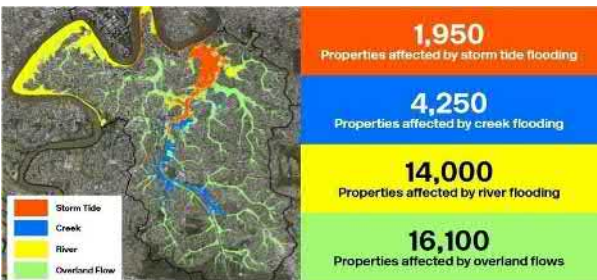 1,950
Properties affected by storm tide flooding
4,250
Properties affected by creek flooding
14,000
Properties affected by river flooding
16,100
Properties affected by overland flows
Storm Tide
Creek
River
Overland Flow